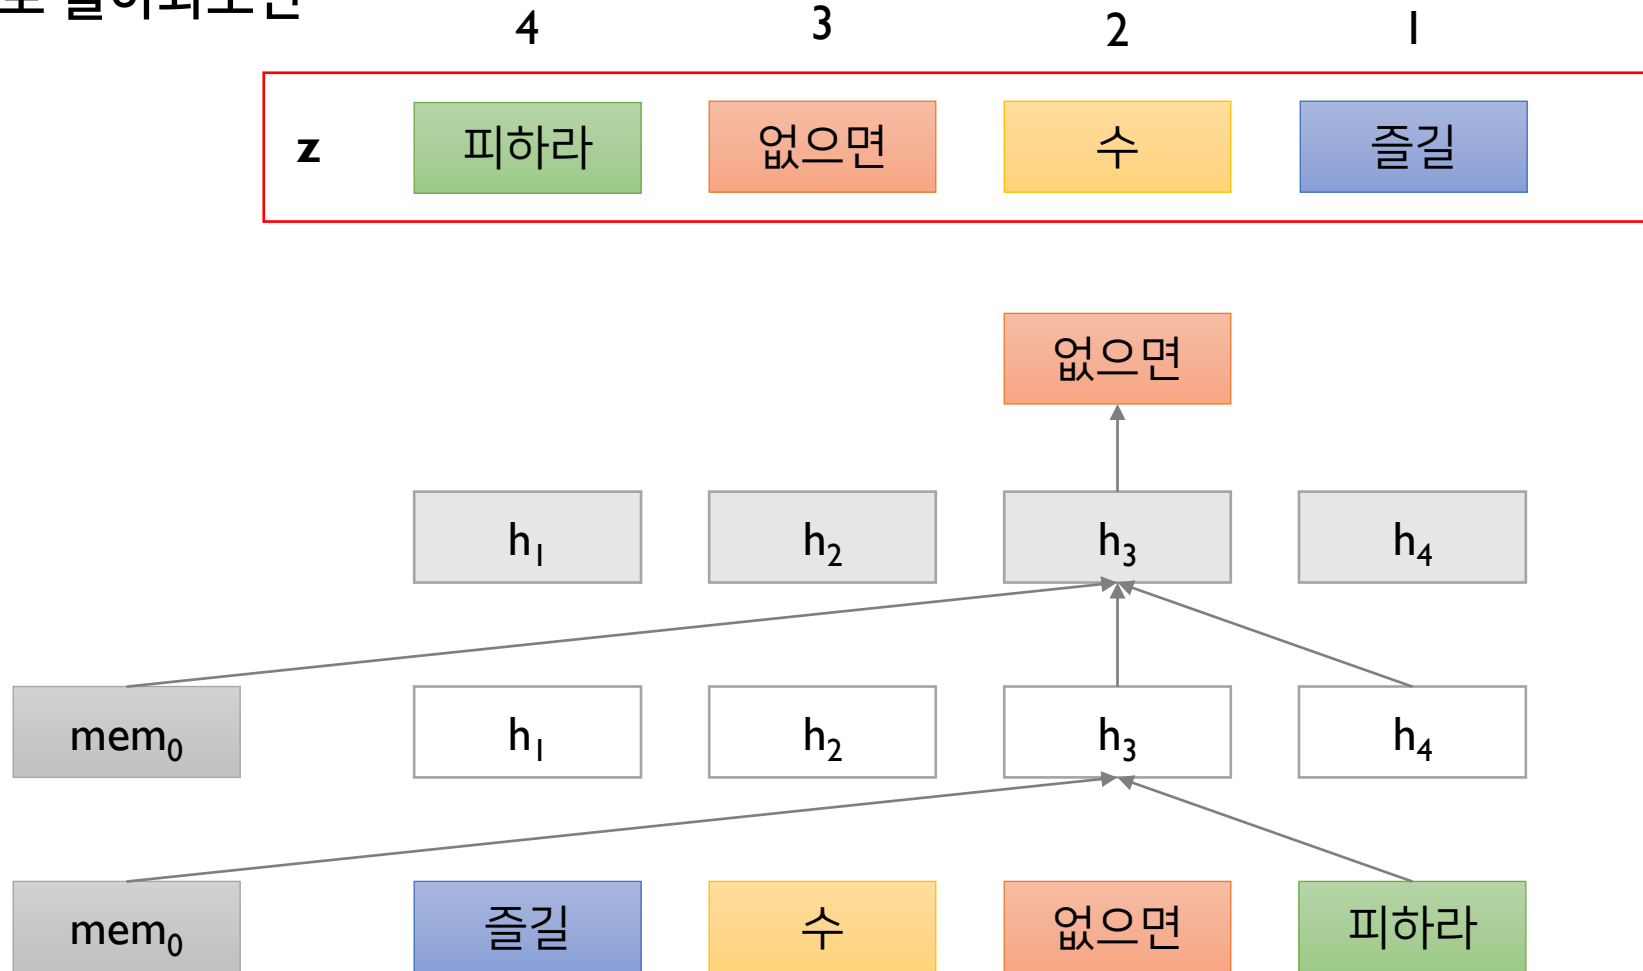 4 3 2 1
z 피하라 없으면 수 즐길
없으면
h1 h2 h3 h4
mem0 h1 h2 h3 h4
mem0 즐길 수 없으면 피하라